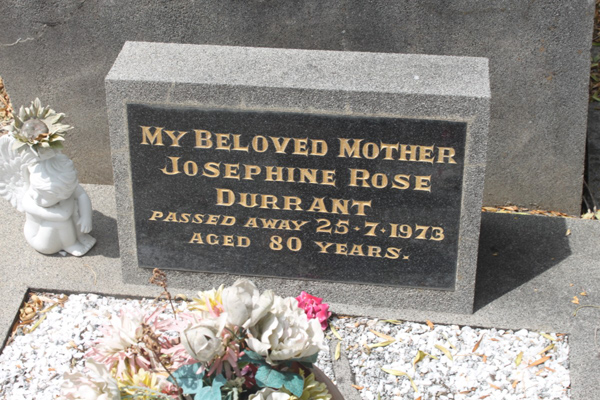 My Beloved Mother
Josephine Rose
Durrant
passed away 25·7·1973
aged 80 years.